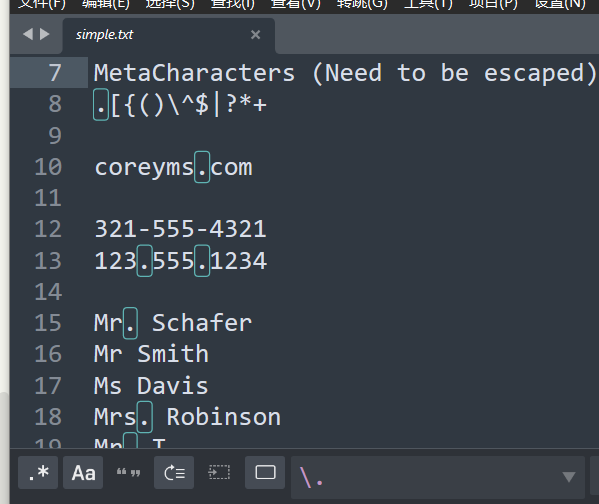 文件(F) 编辑(E) 选择(S) 查找(I) 查看(V) 转跳(G) 工具(T) 项目(P) 设置(N)
simple.txt
7 MetaCharacters (Need to be escaped)
8 .[{()\^$|?*+
9
10 coreyms.com
11
12 321-555-4321
13 123.555.1234
14
15 Mr. Schafer
16 Mr Smith
17 Ms Davis
18 Mrs. Robinson
19 Mr. T
.* Aa “” \.